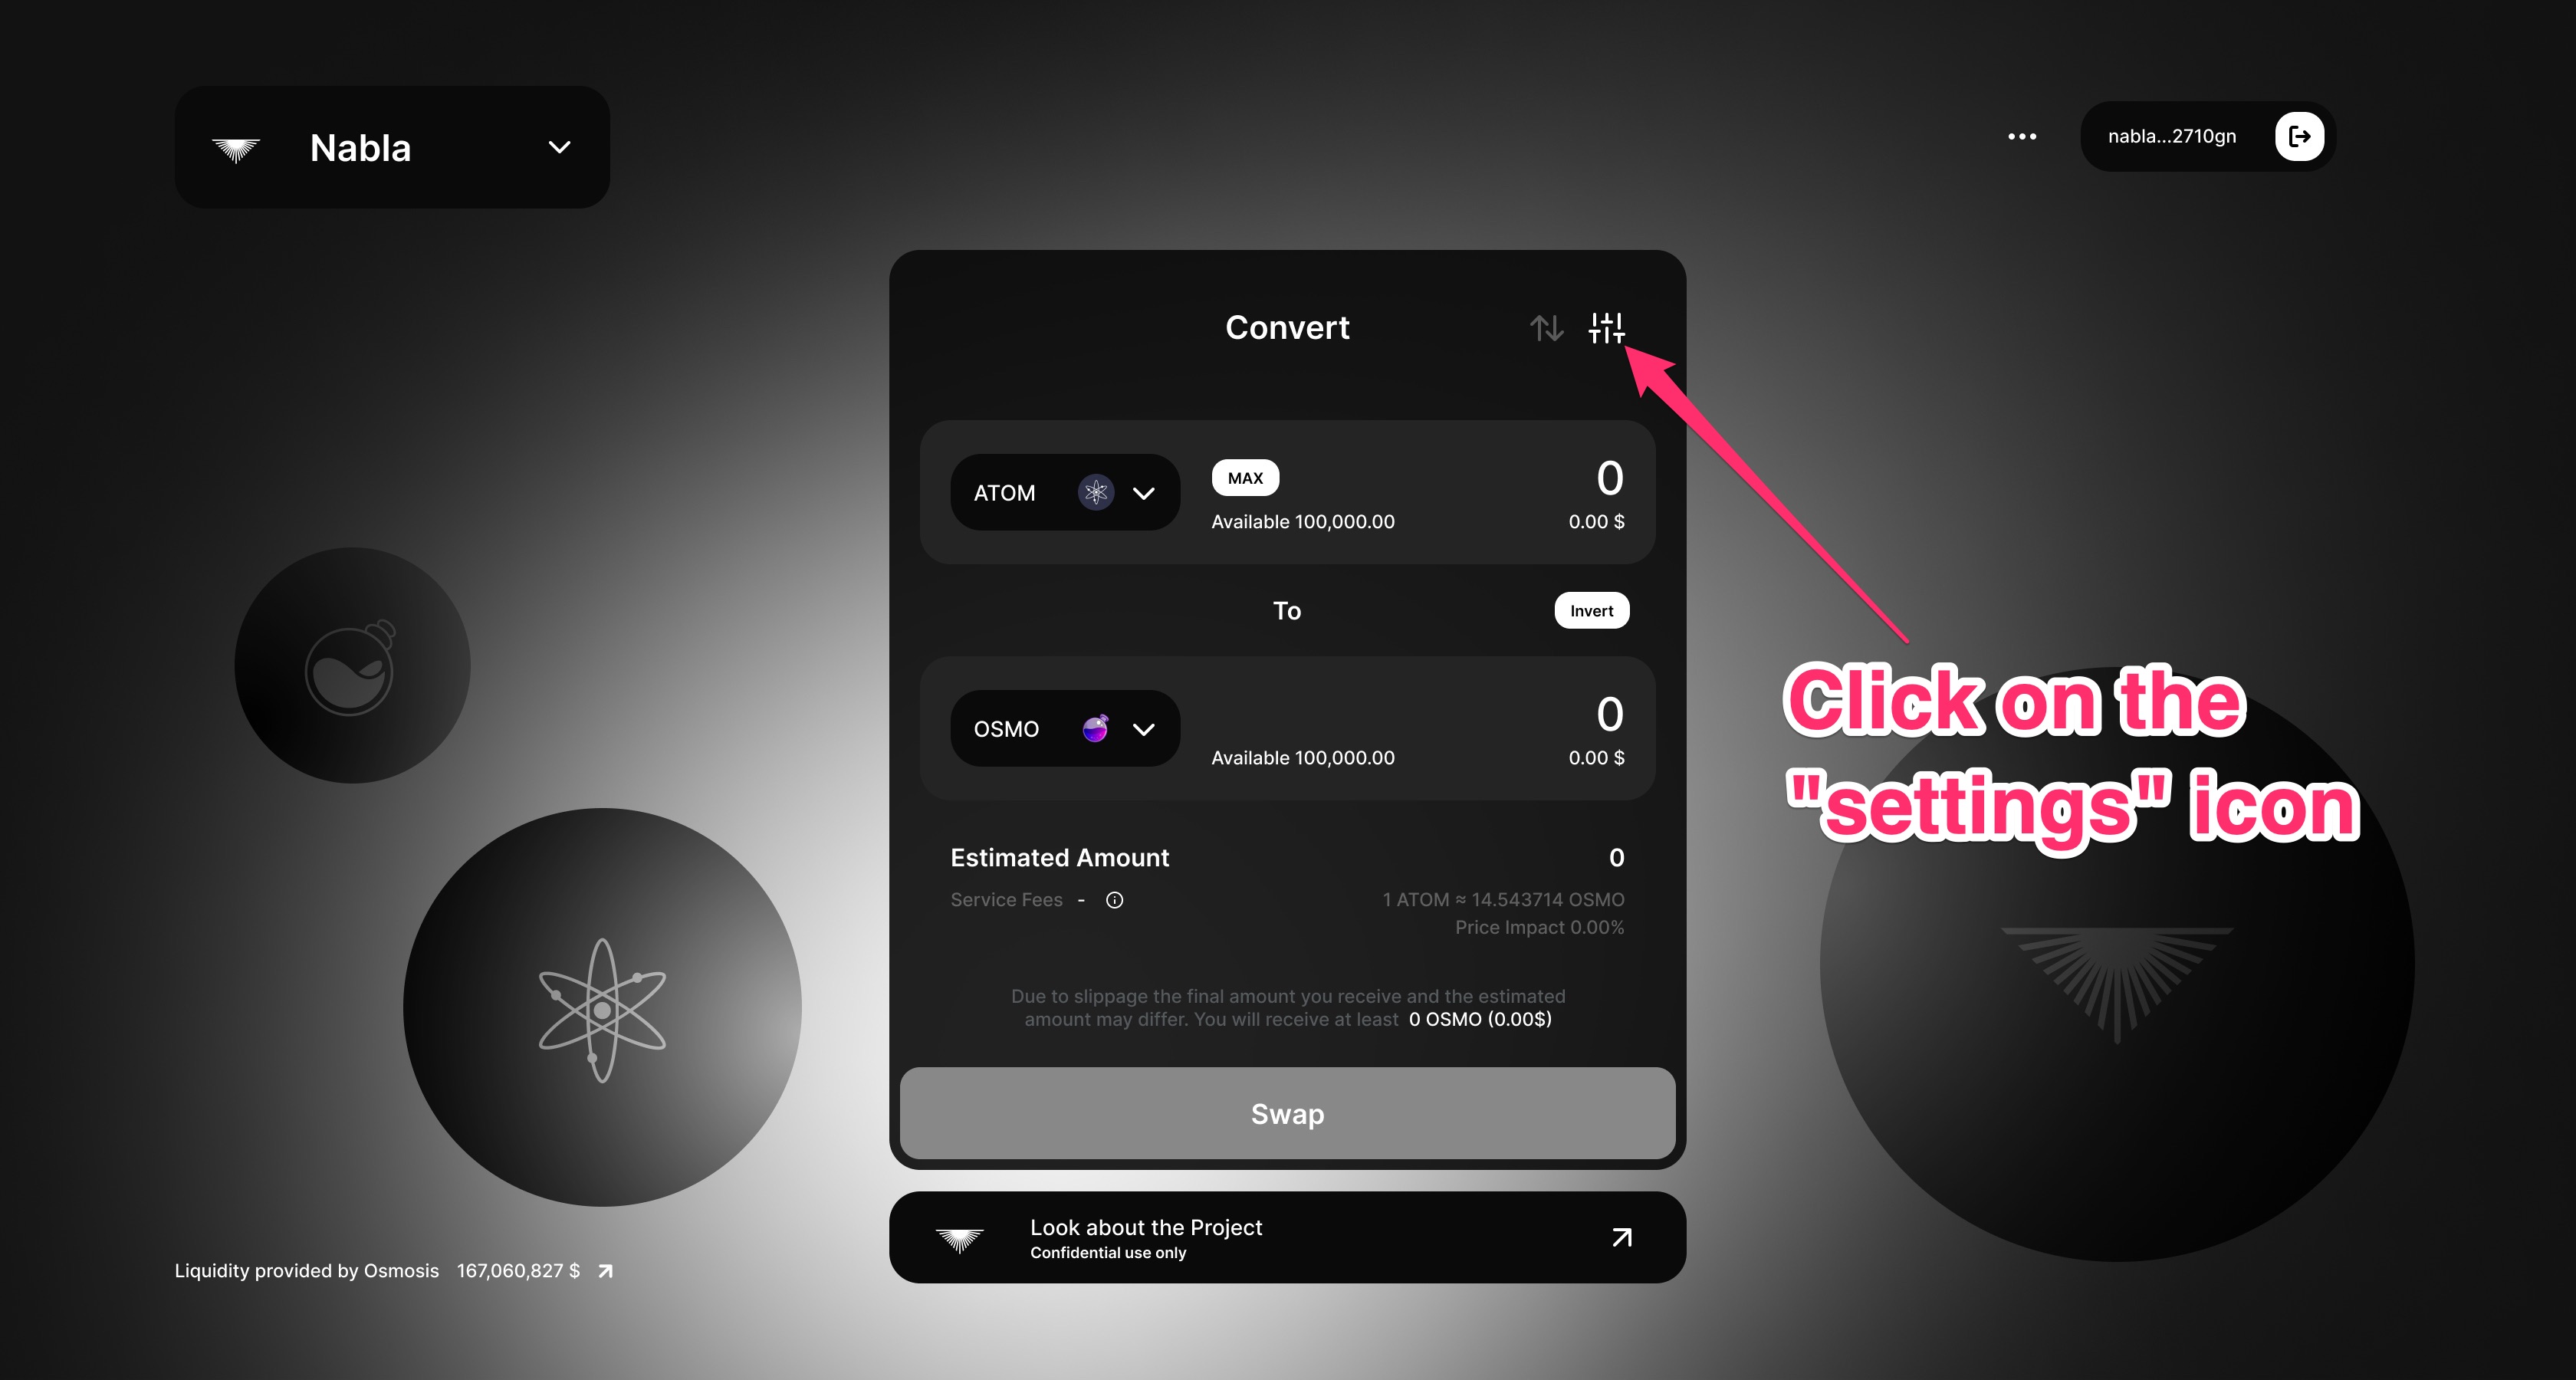 Nabla
nabla...2710gn
Convert
ATOM
MAX
0
Available 100,000.00
0.00 $
To
Invert
OSMO
0
Available 100,000.00
0.00 $
Click on the
"settings" icon
Estimated Amount
0
Service Fees -
1 ATOM ≈ 14.543714 OSMO
Price Impact 0.00%
Due to slippage the final amount you receive and the estimated
amount may differ. You will receive at least 0 OSMO (0.00$)
Swap
Look about the Project
Confidential use only
Liquidity provided by Osmosis 167,060,827 $